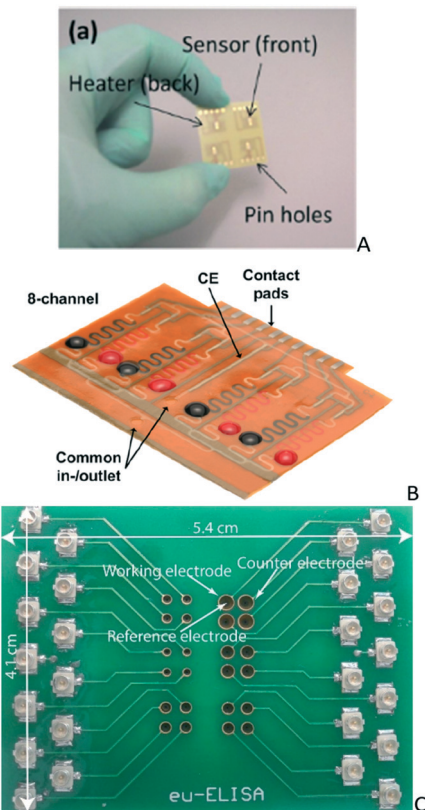 (a)
Sensor (front)
Heater (back)
Pin holes
A
8-channel
CE
Contact
pads
Common
in-/outlet
B
5.4 cm
4.1 cm
Working electrode
Counter electrode
Reference electrode
eu-ELISA
C